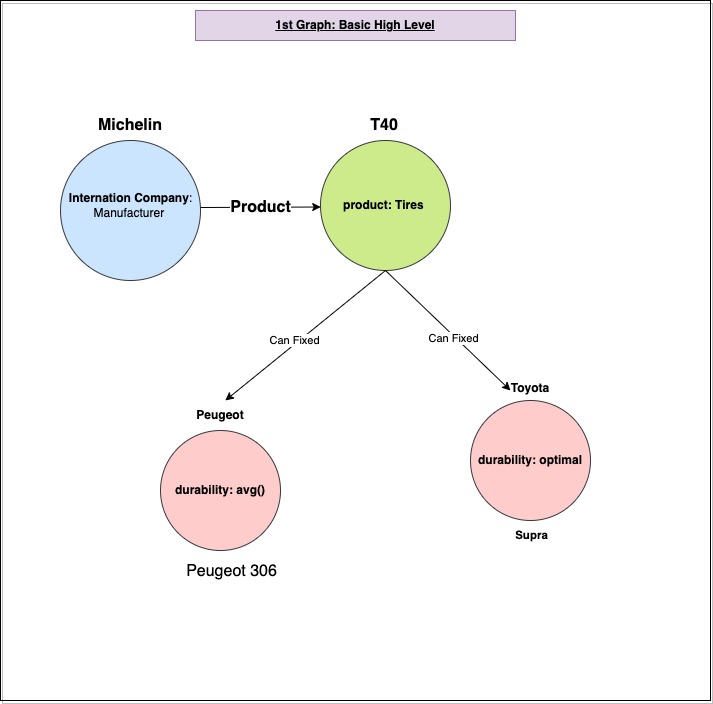 1st Graph: Basic High Level
Michelin
T40
Internation Company:
Manufacturer
Product
product: Tires
Can Fixed
Can Fixed
Peugeot
Toyota
durability: avg()
durability: optimal
Peugeot 306
Supra